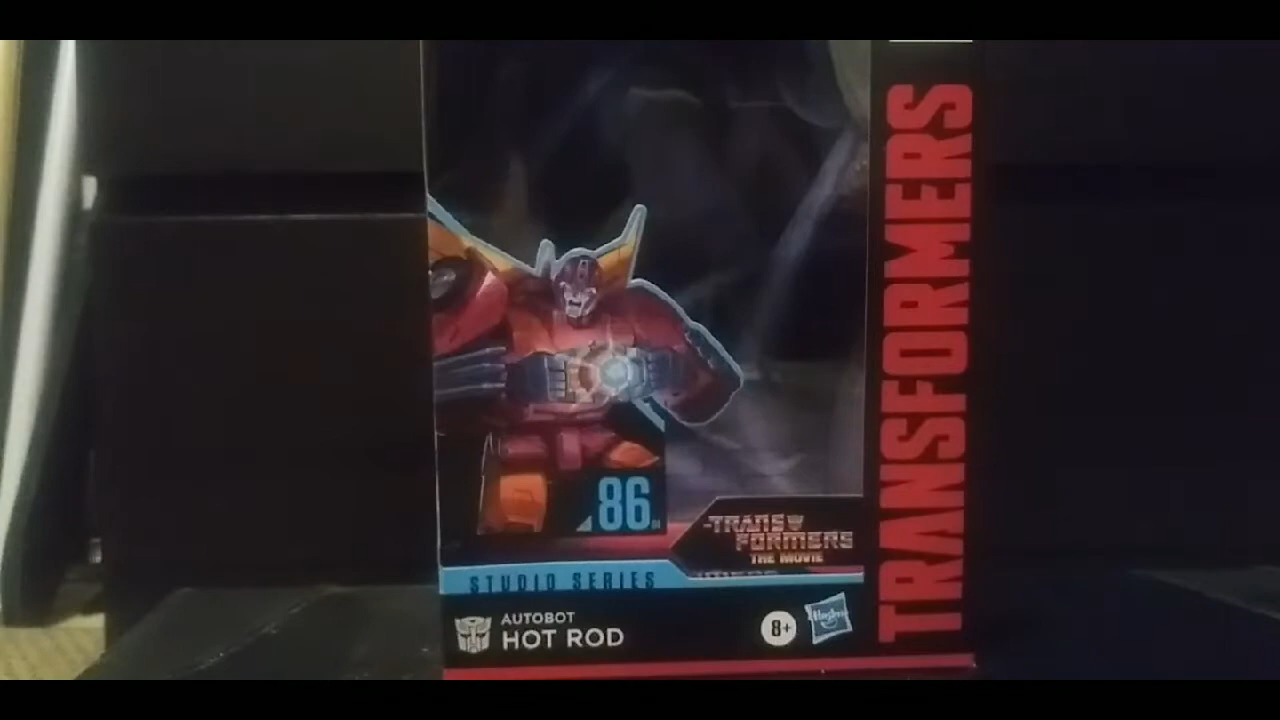 TRANSFORMERS
86
TRANS
FORMERS
THE MOVIE
STUDIO SERIES
AUTOBOT
HOT ROD
8+
Hasbro